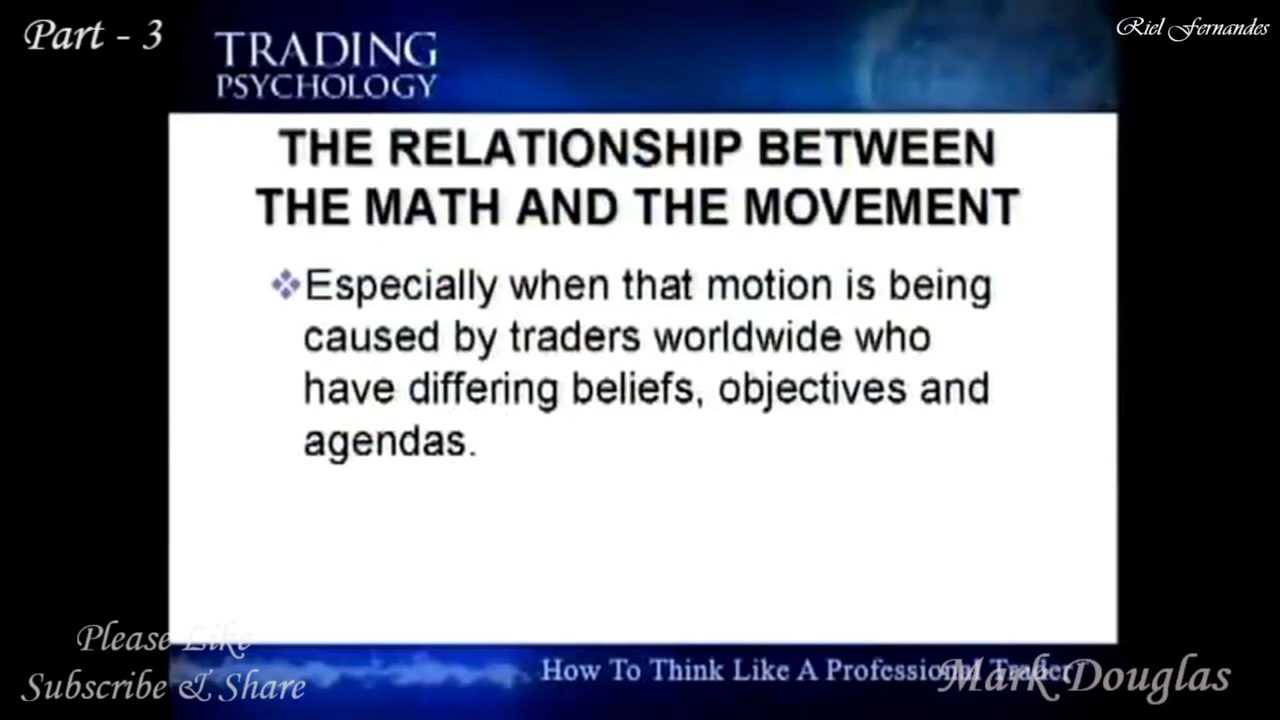 Part - 3
Riel Fernandes
TRADING
PSYCHOLOGY
THE RELATIONSHIP BETWEEN
THE MATH AND THE MOVEMENT
Especially when that motion is being
caused by traders worldwide who
have differing beliefs, objectives and
agendas.
Please Like
Subscribe & Share
How To Think Like A Professional Trader
Mark Douglas